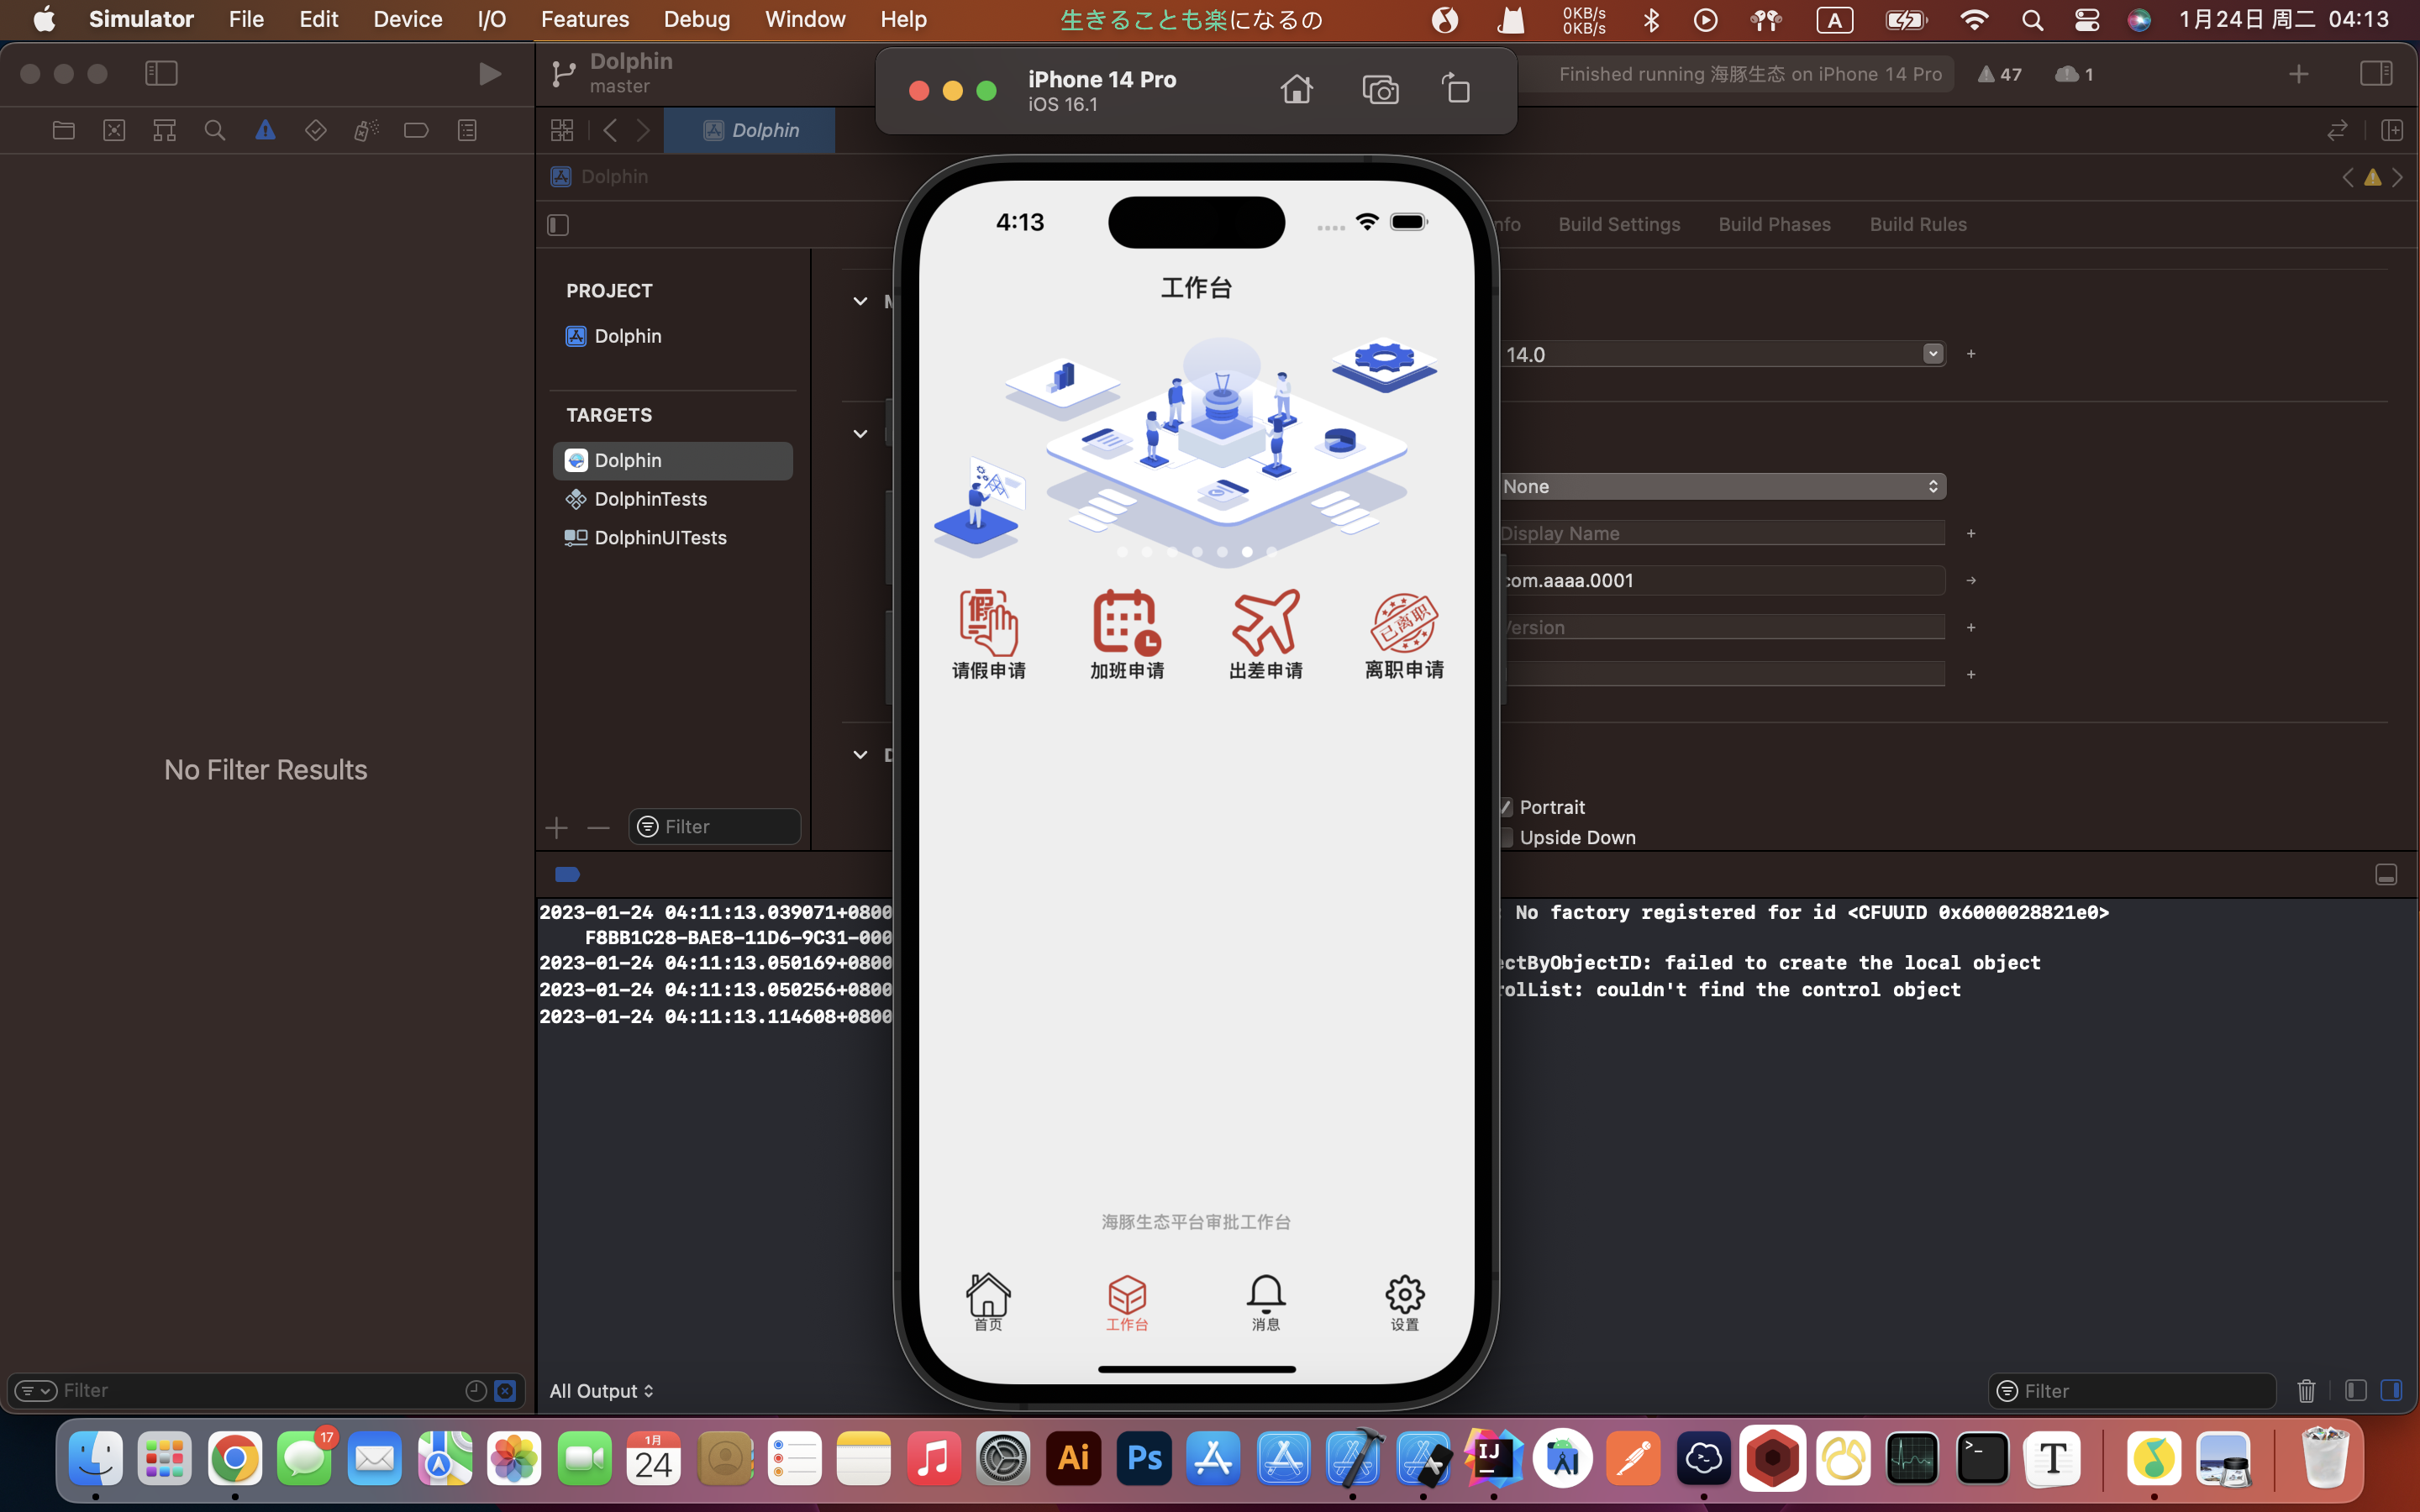 Simulator File Edit Device I/O Features Debug Window Help 生きることも楽になるの 0KB/s 0KB/s A 1月24日 周二 04:13
Dolphin
master
iPhone 14 Pro
iOS 16.1
Finished running 海豚生态 on iPhone 14 Pro 47 1
Dolphin
Dolphin
Build Settings Build Phases Build Rules
4:13
工作台
PROJECT
Dolphin
TARGETS
Dolphin
DolphinTests
DolphinUITests
14.0
None
Display Name
com.aaaa.0001
Version
假
已离职
请假申请 加班申请 出差申请 离职申请
No Filter Results
Portrait
Upside Down
Filter
2023-01-24 04:11:13.039071+0800 : No factory registered for id <CFUUID 0x6000028821e0>
F8BB1C28-BAE8-11D6-9C31-000
2023-01-24 04:11:13.050169+0800 ectByObjectID: failed to create the local object
2023-01-24 04:11:13.050256+0800 rolList: couldn't find the control object
2023-01-24 04:11:13.114608+0800
海豚生态平台审批工作台
首页 工作台 消息 设置
Filter
All Output
Filter
17
1月
24
Ai
Ps
IJ
T